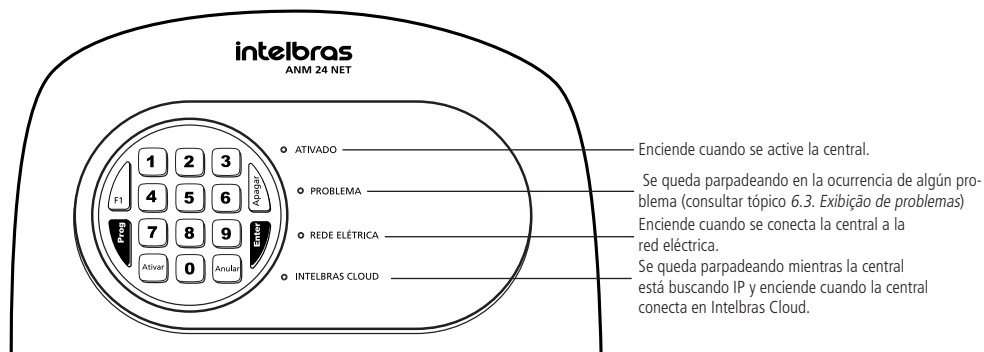 intelbras
ANM 24 NET
1 2 3
F1 4 5 6 Apagar
Prog 7 8 9 Enter
Ativar 0 Anular
ATIVADO
Enciende cuando se active la central.
PROBLEMA
Se queda parpadeando en la ocurrencia de algún pro-
blema (consultar tópico 6.3. Exibição de problemas)
REDE ELÉTRICA
Enciende cuando se conecta la central a la
red eléctrica.
INTELBRAS CLOUD
Se queda parpadeando mientras la central
está buscando IP y enciende cuando la central
conecta en Intelbras Cloud.